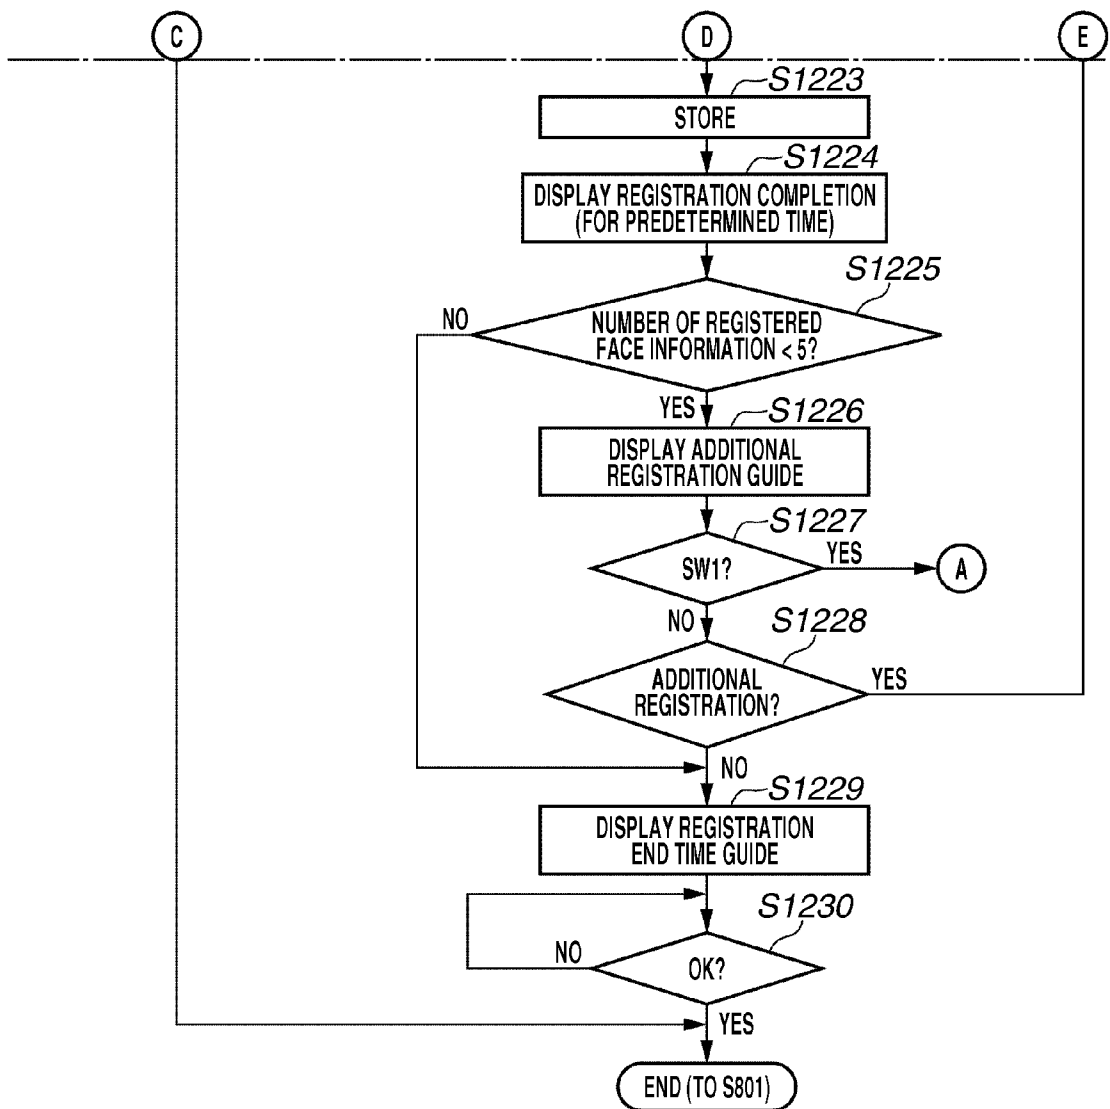 C
D
E
S1223
STORE
S1224
DISPLAY REGISTRATION COMPLETION
(FOR PREDETERMINED TIME)
S1225
NO
NUMBER OF REGISTERED
FACE INFORMATION < 5?
YES
S1226
DISPLAY ADDITIONAL
REGISTRATION GUIDE
S1227
SW1?
YES
A
NO
S1228
ADDITIONAL
REGISTRATION?
YES
NO
S1229
DISPLAY REGISTRATION
END TIME GUIDE
S1230
NO
OK?
YES
END (TO S801)